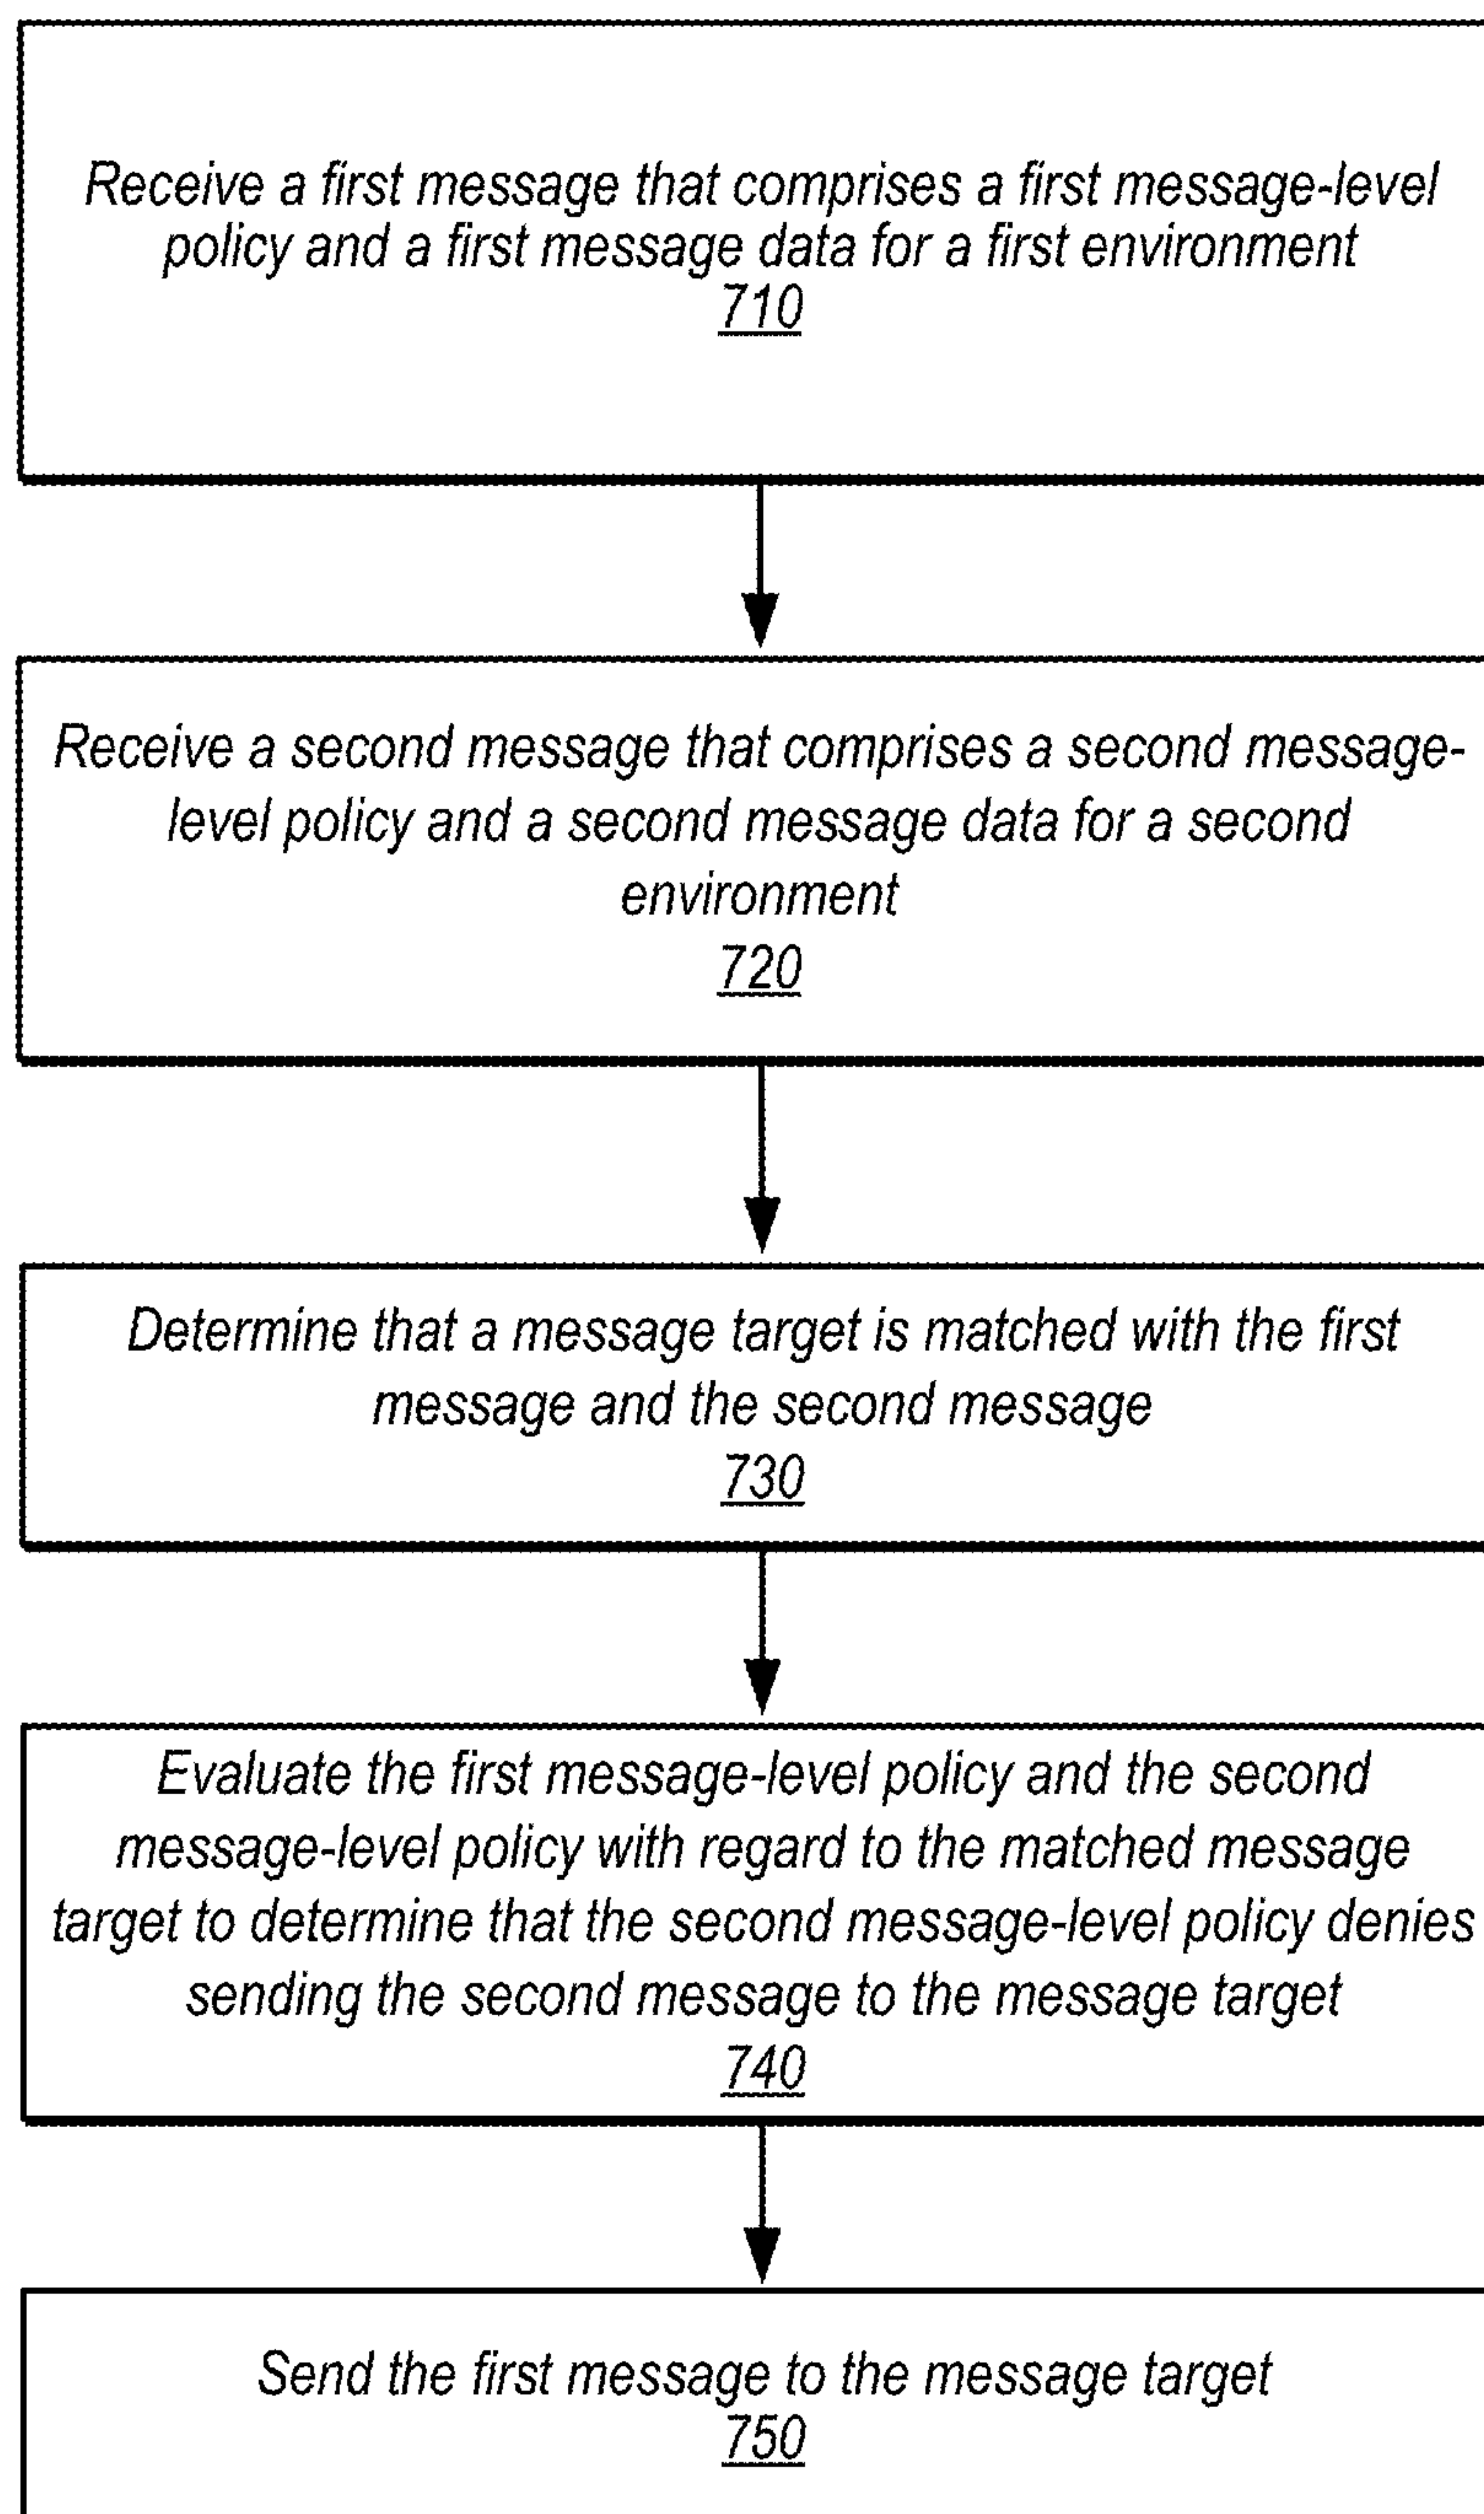 Receive a first message that comprises a first message-level
policy and a first message data for a first environment
710
Receive a second message that comprises a second message-
level policy and a second message data for a second
environment
720
Determine that a message target is matched with the first
message and the second message
730
Evaluate the first message-level policy and the second
message-level policy with regard to the matched message
target to determine that the second message-level policy denies
sending the second message to the message target
740
Send the first message to the message target
750